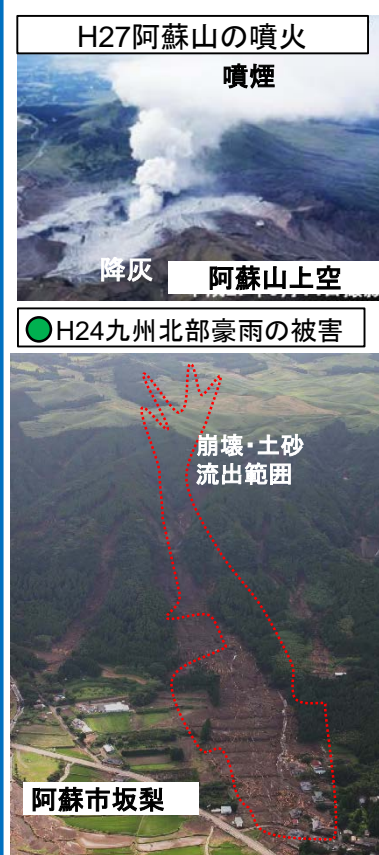 H27阿蘇山の噴火
噴煙
降灰
阿蘇山上空
H24九州北部豪雨の被害
崩壊・土砂
流出範囲
阿蘇市坂梨